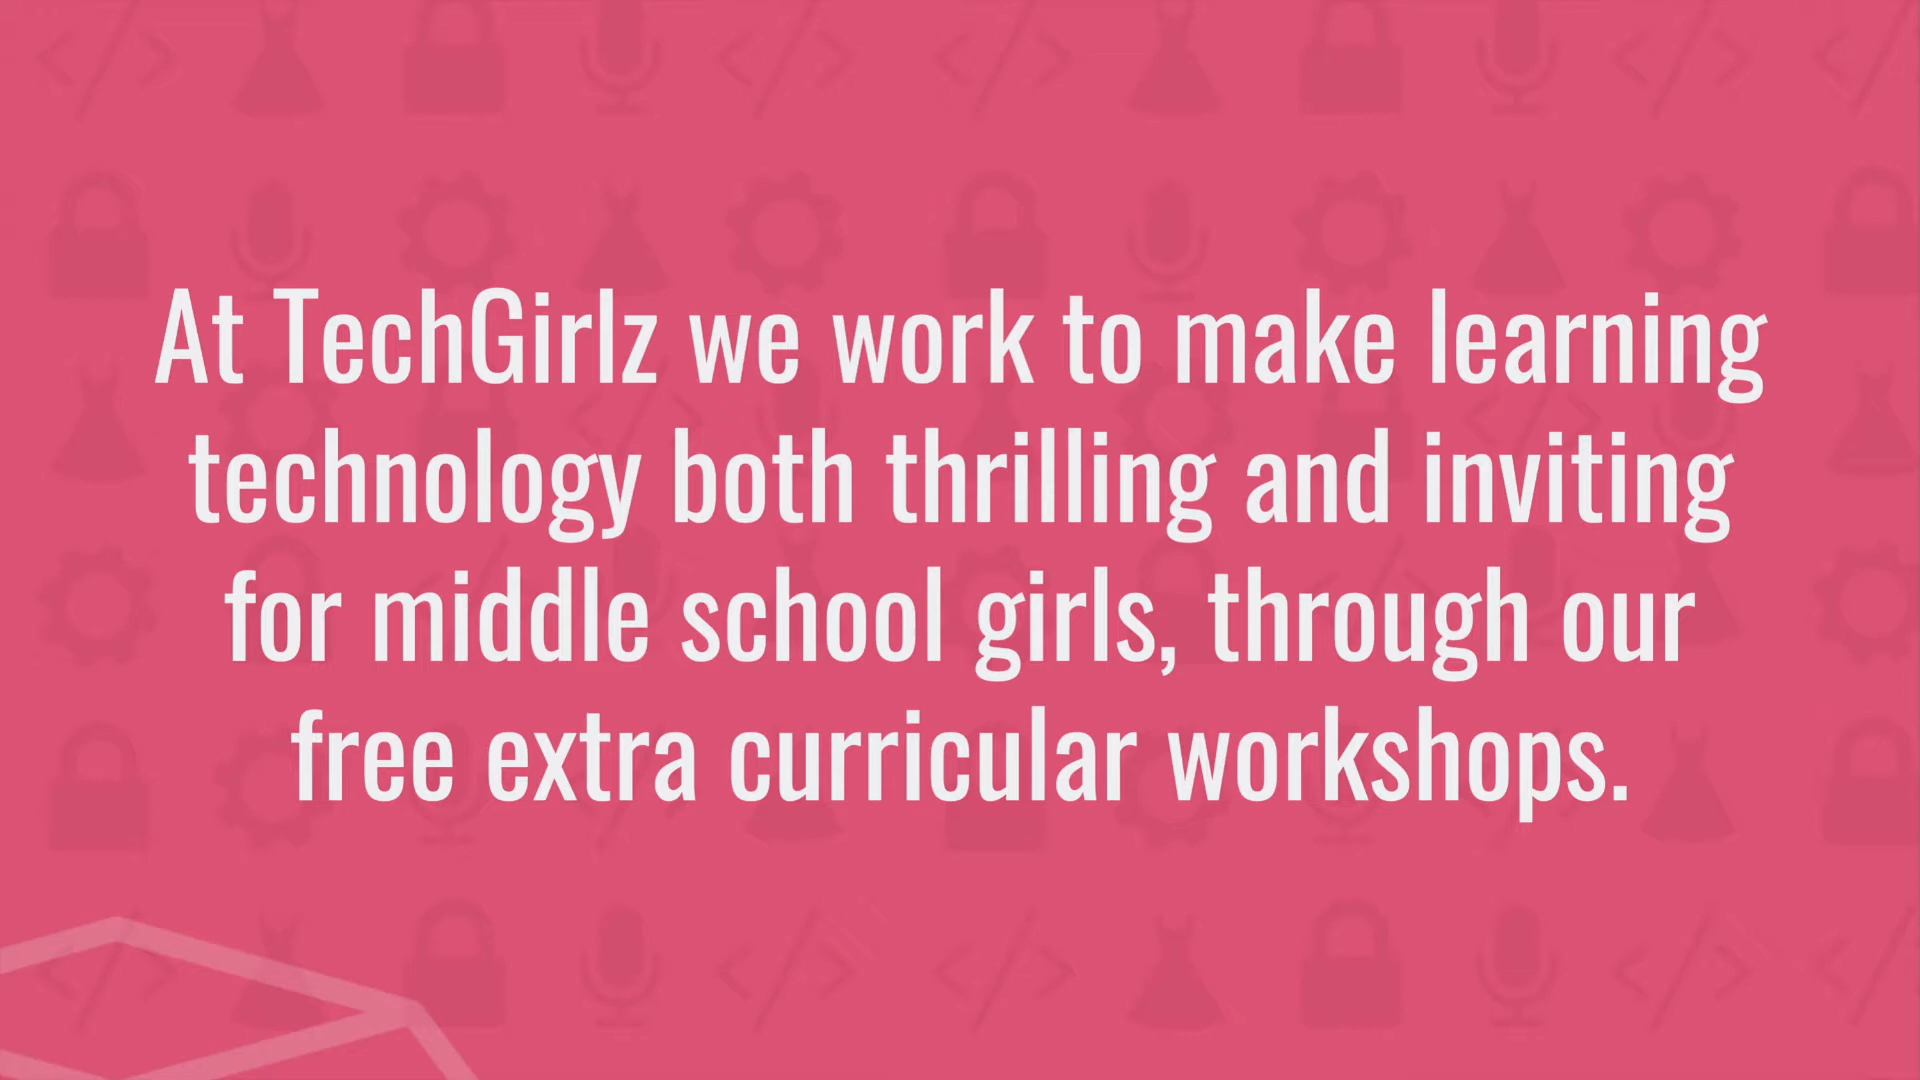 At TechGirlz we work to make learning
technology both thrilling and inviting
for middle school girls, through our
free extra curricular workshops.